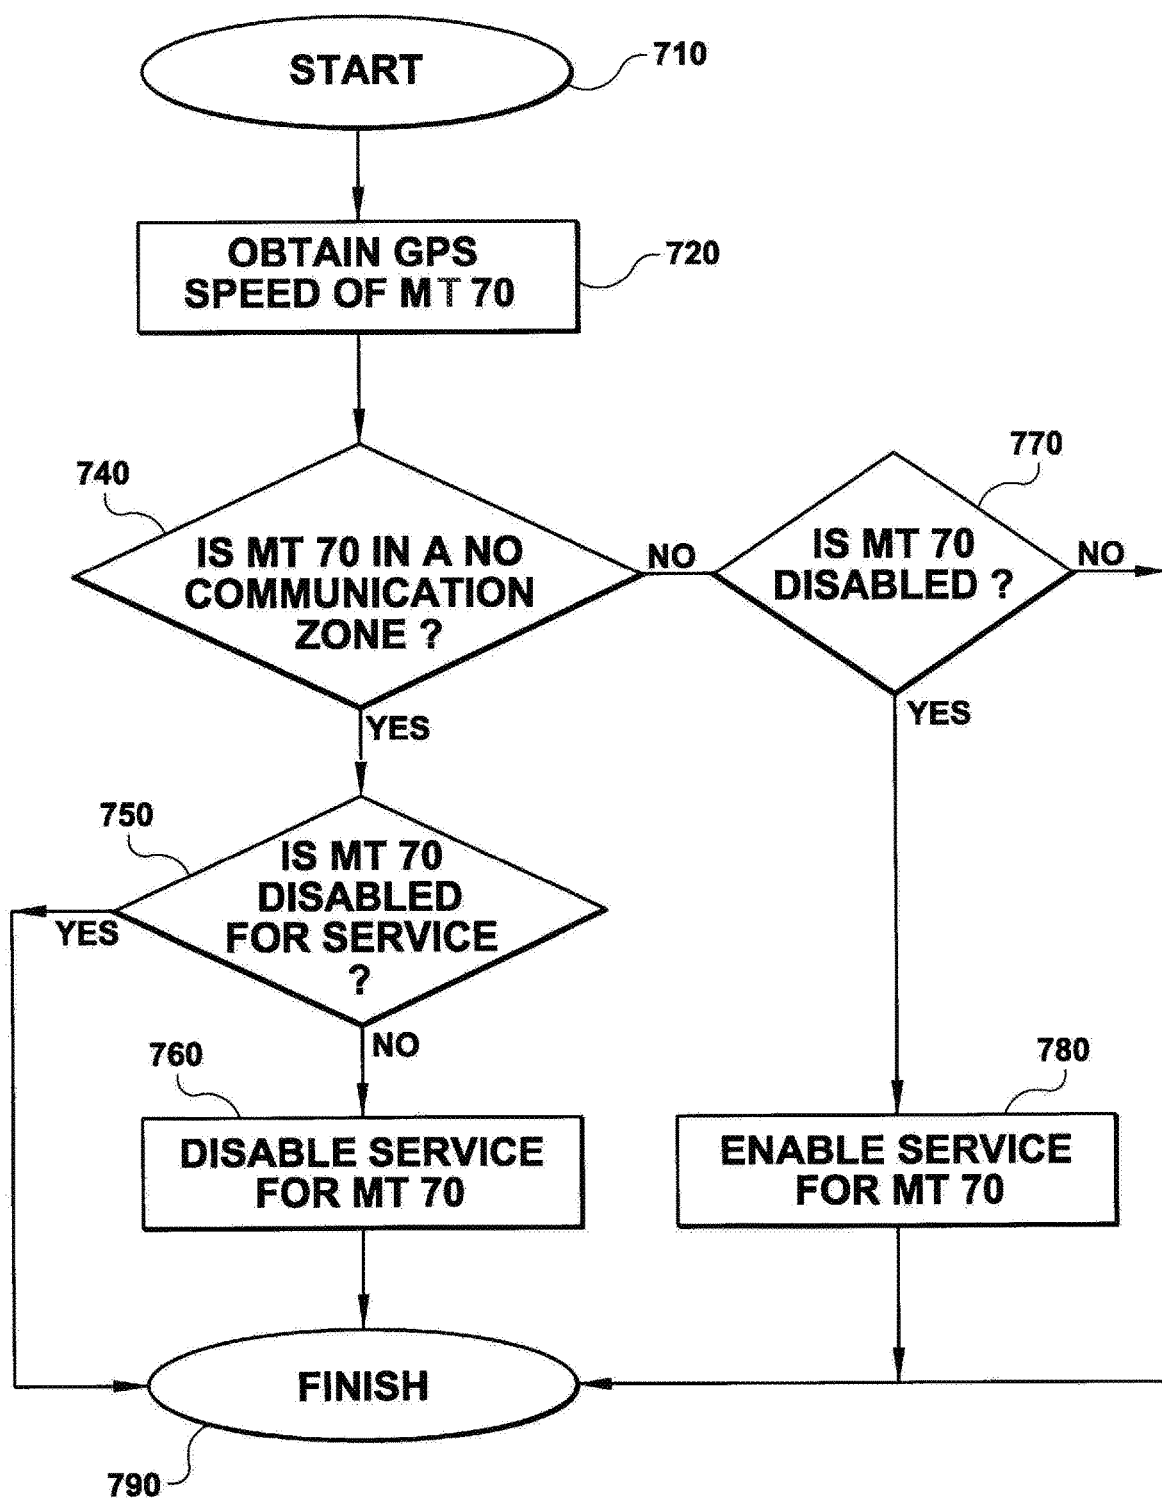 START
710
OBTAIN GPS
SPEED OF MT 70
720
740
IS MT 70 IN A NO
COMMUNICATION
ZONE ?
NO
770
IS MT 70
DISABLED ?
NO
YES
YES
750
IS MT 70
DISABLED
FOR SERVICE
?
YES
NO
760
DISABLE SERVICE
FOR MT 70
780
ENABLE SERVICE
FOR MT 70
FINISH
790